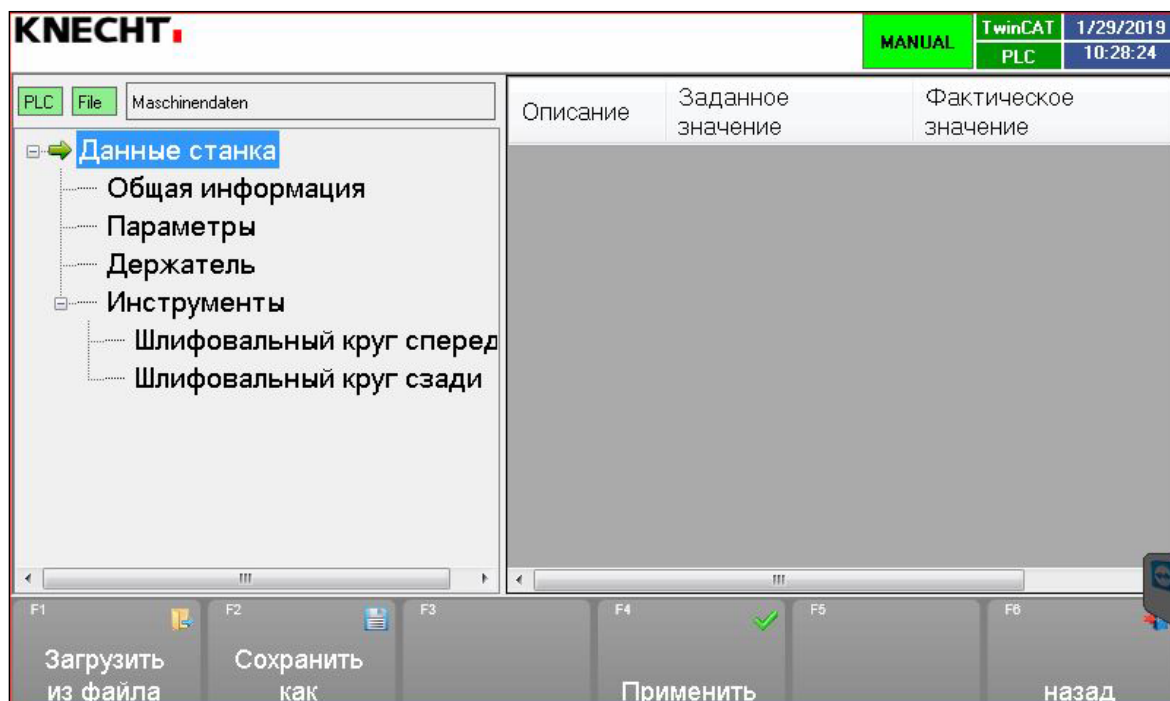 KNECHT
MANUAL
TwinCAT
1/29/2019
PLC
10:28:24
PLC File Maschinendaten
Данные станка
Общая информация
Параметры
Держатель
Инструменты
Шлифовальный круг сперед
Шлифовальный круг сзади
Описание
Заданное
значение
Фактическое
значение
F1
Загрузить
из файла
F2
Сохранить
как
F3
F4
Применить
F5
F6
назад